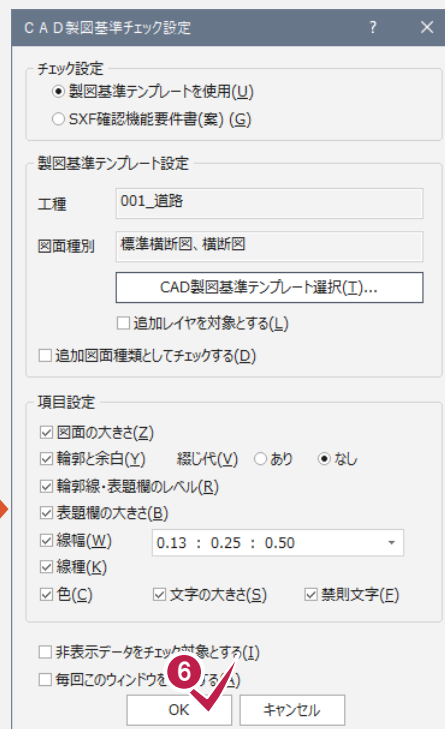 ＣＡＤ製図基準チェック設定 ? ×
チェック設定
製図基準テンプレートを使用(U)
SXF確認機能要件書(案) (G)
製図基準テンプレート設定
工種 001_道路
図面種別 標準横断図、横断図
CAD製図基準テンプレート選択(T)...
追加レイヤを対象とする(L)
追加図面種類としてチェックする(D)
項目設定
図面の大きさ(Z)
輪郭と余白(Y) 綴じ代(V) あり なし
輪郭線・表題欄のレベル(R)
表題欄の大きさ(B)
線幅(W) 0.13 : 0.25 : 0.50
線種(K)
色(C) 文字の大きさ(S) 禁則文字(F)
非表示データをチェック対象とする(I)
毎回このウィンドウを する(A)
6
OK キャンセル